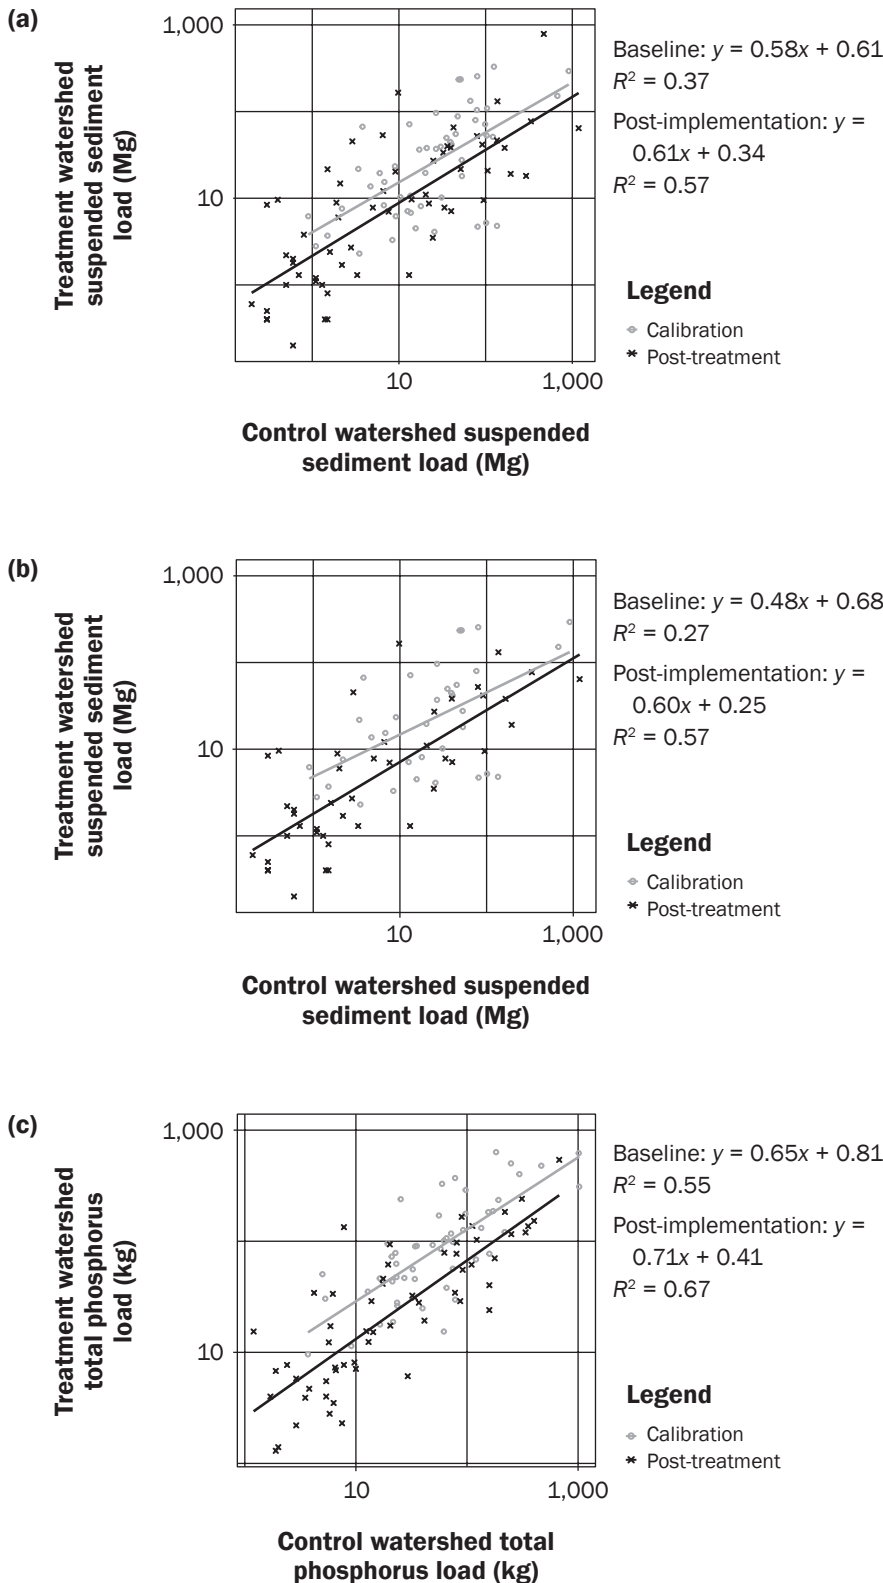 (a)
Treatment watershed
suspended sediment
load (Mg)
1,000
10
10
1,000
Control watershed suspended
sediment load (Mg)
Baseline: y = 0.58x + 0.61
R² = 0.37
Post-implementation: y =
0.61x + 0.34
R² = 0.57
Legend
Calibration
Post-treatment
(b)
Treatment watershed
suspended sediment
load (Mg)
1,000
10
10
1,000
Control watershed suspended
sediment load (Mg)
Baseline: y = 0.48x + 0.68
R² = 0.27
Post-implementation: y =
0.60x + 0.25
R² = 0.57
Legend
Calibration
Post-treatment
(c)
Treatment watershed
total phosphorus
load (kg)
1,000
10
10
1,000
Control watershed total
phosphorus load (kg)
Baseline: y = 0.65x + 0.81
R² = 0.55
Post-implementation: y =
0.71x + 0.41
R² = 0.67
Legend
Calibration
Post-treatment